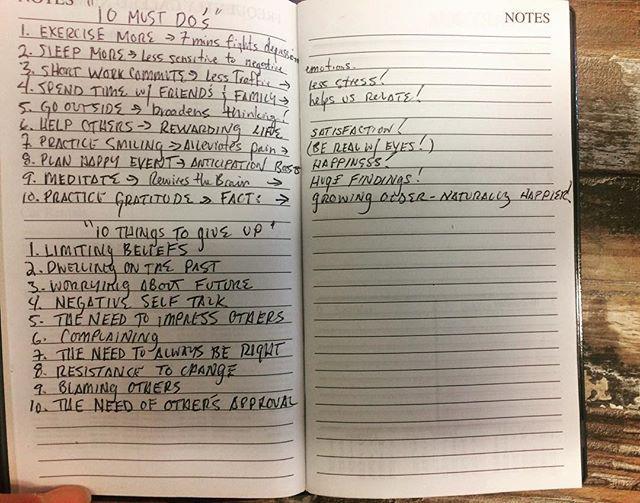 NOTES
"10 MUST DO'S"
1. EXERCISE MORE → 7 mins fights depression
2. SLEEP MORE → Less sensitive to negative
3. SHORT WORK COMMUTE → Less Traffic →
4. SPEND TIME W/ FRIENDS & FAMILY →
5. GO OUTSIDE → broadens thinking!
6. HELP OTHERS → REWARDING LIFE
7. PRACTICE SMILING → Alleviates Pain →
8. PLAN HAPPY EVENT → ANTICIPATION BOOSTS
9. MEDITATE → Rewires the Brain →
10. PRACTICE GRATITUDE → FACT: →
"10 THINGS TO GIVE UP"
1. LIMITING BELIEFS
2. DWELLING ON THE PAST
3. WORRYING ABOUT FUTURE
4. NEGATIVE SELF TALK
5. THE NEED TO IMPRESS OTHERS
6. COMPLAINING
7. THE NEED TO ALWAYS BE RIGHT
8. RESISTANCE TO CHANGE
9. BLAMING OTHERS
10. THE NEED OF OTHERS APPROVAL
NOTES
emotions.
less stress!
helps us RELATE!
SATISFACTION!
(BE REAL W/ EYES!)
HAPPINESS!
HUGE FINDINGS!
GROWING OLDER - NATURALLY HAPPIER!